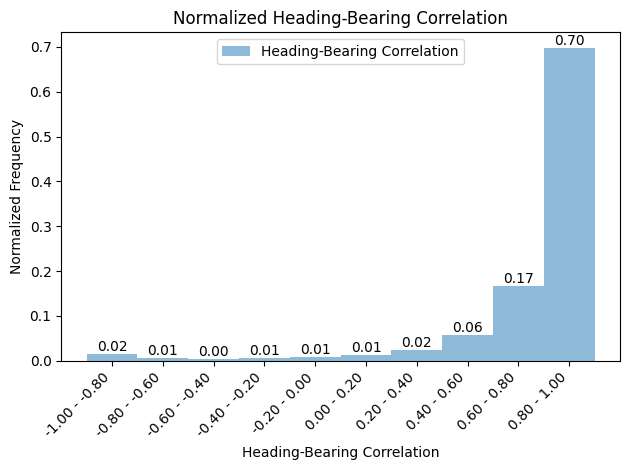 Normalized Heading-Bearing Correlation
Heading-Bearing Correlation
Normalized Frequency
0.7
0.6
0.5
0.4
0.3
0.2
0.1
0.0
0.02
0.01
0.00
0.01
0.01
0.01
0.02
0.06
0.17
0.70
-1.00 - -0.80
-0.80 - -0.60
-0.60 - -0.40
-0.40 - -0.20
-0.20 - 0.00
0.00 - 0.20
0.20 - 0.40
0.40 - 0.60
0.60 - 0.80
0.80 - 1.00
Heading-Bearing Correlation